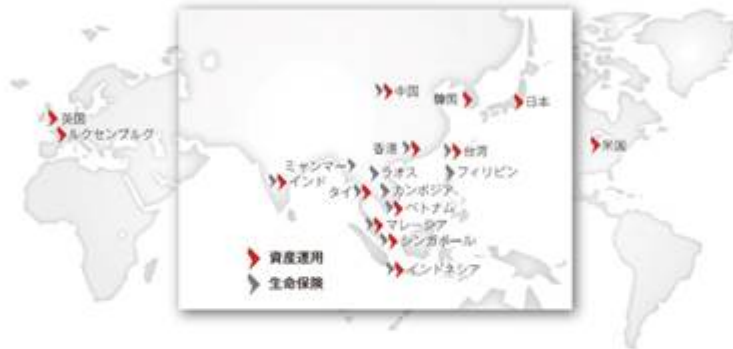 中国
韓国
日本
英国
ルクセンブルグ
香港
台湾
米国
ミャンマー
ラオス
フィリピン
インド
タイ
カンボジア
ベトナム
マレーシア
シンガポール
資産運用
インドネシア
生命保険